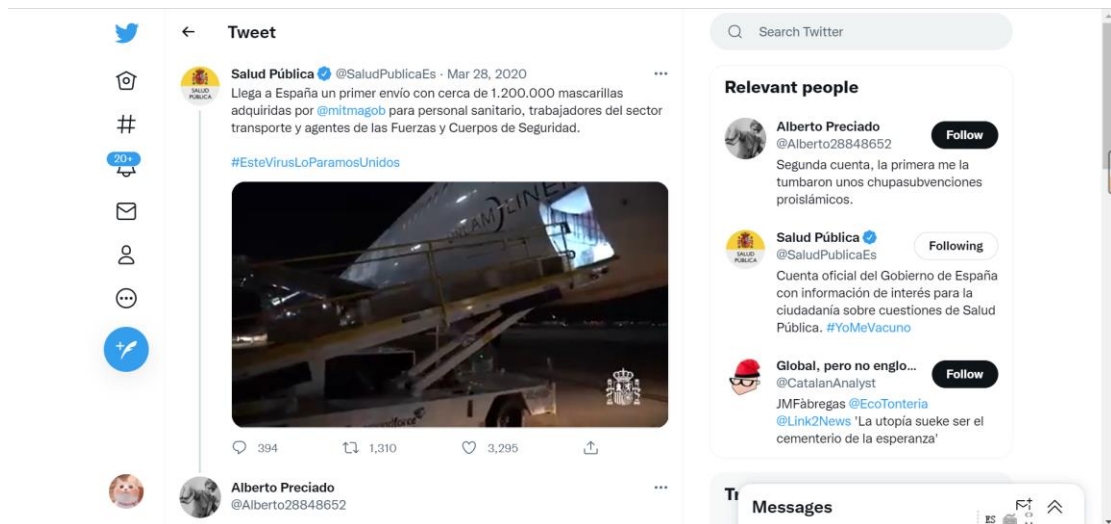 Tweet
Salud Pública @SaludPublicaEs · Mar 28, 2020
Llega a España un primer envío con cerca de 1.200.000 mascarillas
adquiridas por @mitmagob para personal sanitario, trabajadores del sector
transporte y agentes de las Fuerzas y Cuerpos de Seguridad.
#EsteVirusLoParamosUnidos
DREAMLINER
394 1,310 3,295
Alberto Preciado
@Alberto28848652
20+
Search Twitter
Relevant people
Alberto Preciado
@Alberto28848652
Follow
Segunda cuenta, la primera me la
tumbaron unos chupasubvenciones
proislámicos.
SALUD
PÚBLICA
Salud Pública
@SaludPublicaEs
Following
Cuenta oficial del Gobierno de España
con información de interés para la
ciudadanía sobre cuestiones de Salud
Pública. #YoMeVacuno
Global, pero no englo...
@CatalanAnalyst
Follow
JMFàbregas @EcoTonteria
@Link2News 'La utopía sueke ser el
cementerio de la esperanza'
Messages
ES